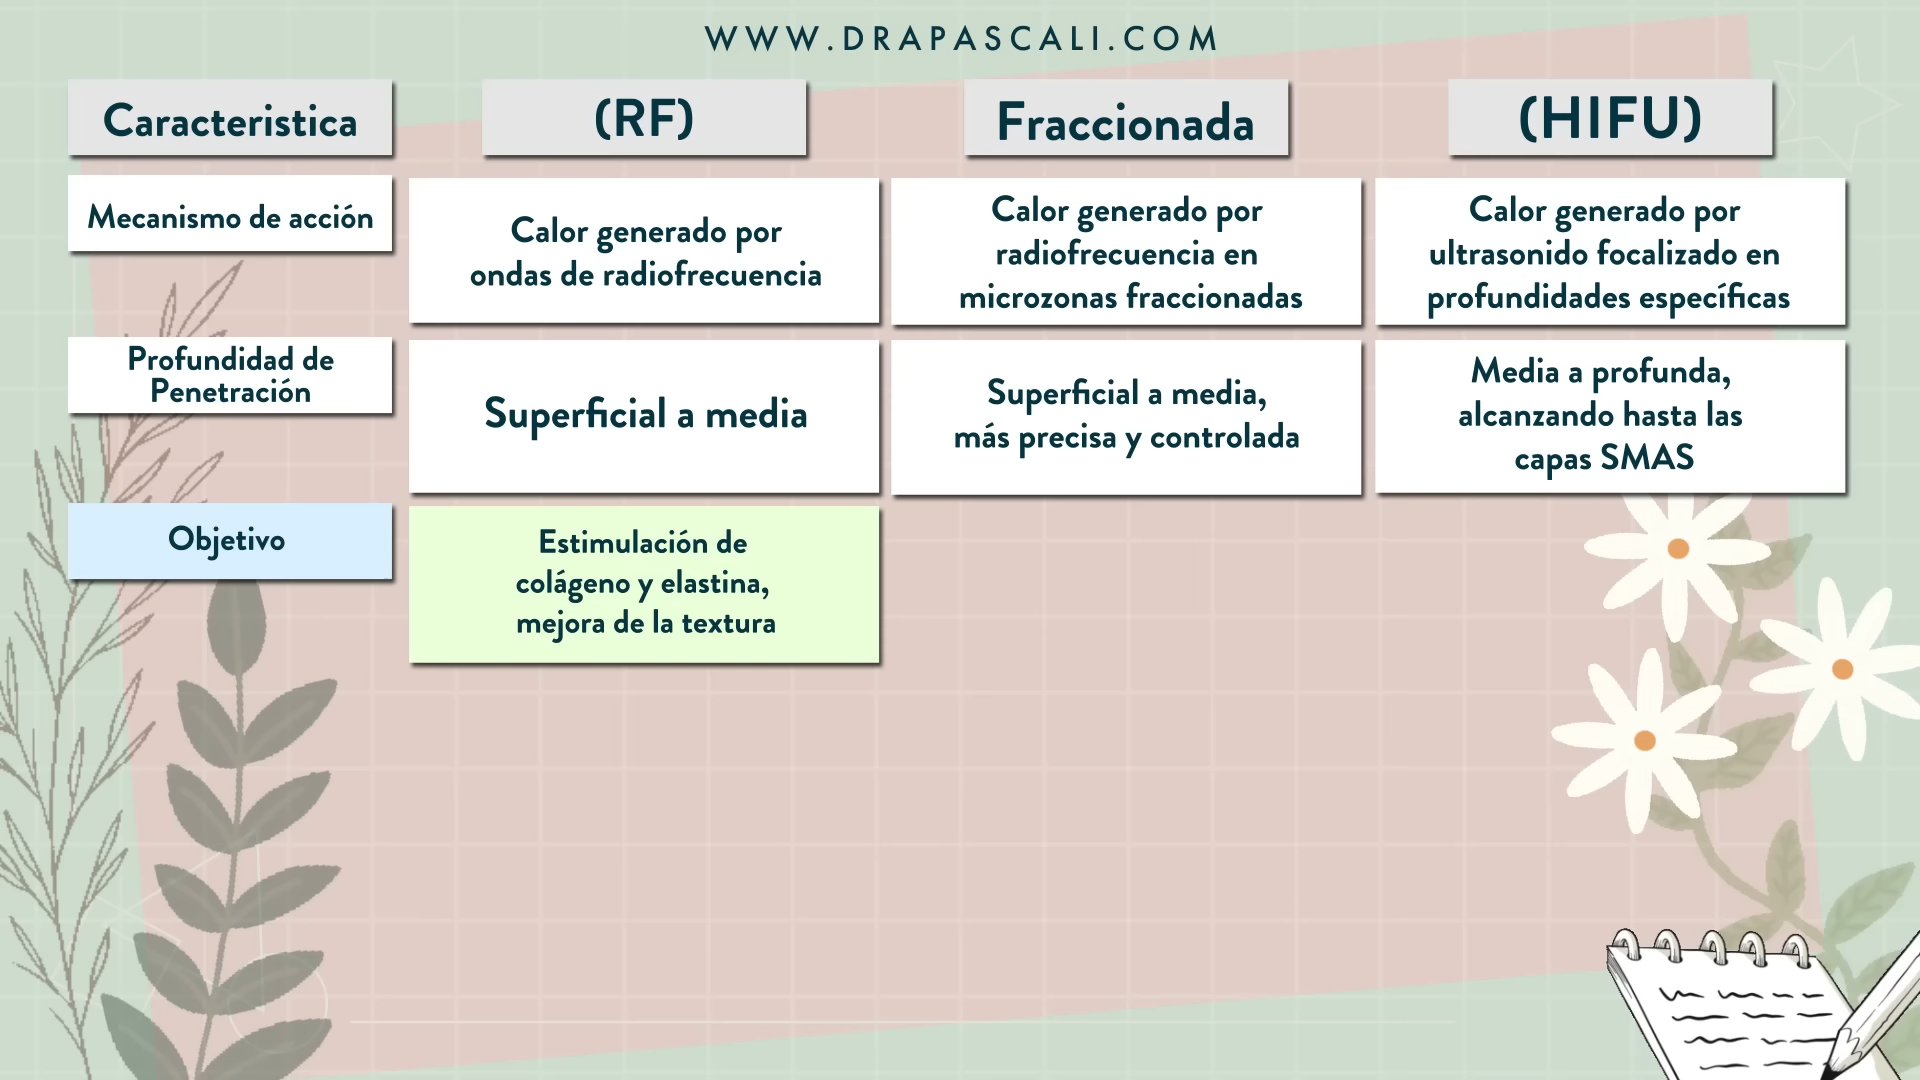 WWW.DRAPASCALI.COM
Caracteristica
(RF)
Fraccionada
(HIFU)
Mecanismo de acción
Calor generado por
ondas de radiofrecuencia
Calor generado por
radiofrecuencia en
microzonas fraccionadas
Calor generado por
ultrasonido focalizado en
profundidades específicas
Profundidad de
Penetración
Superficial a media
Superficial a media,
más precisa y controlada
Media a profunda,
alcanzando hasta las
capas SMAS
Objetivo
Estimulación de
colágeno y elastina,
mejora de la textura